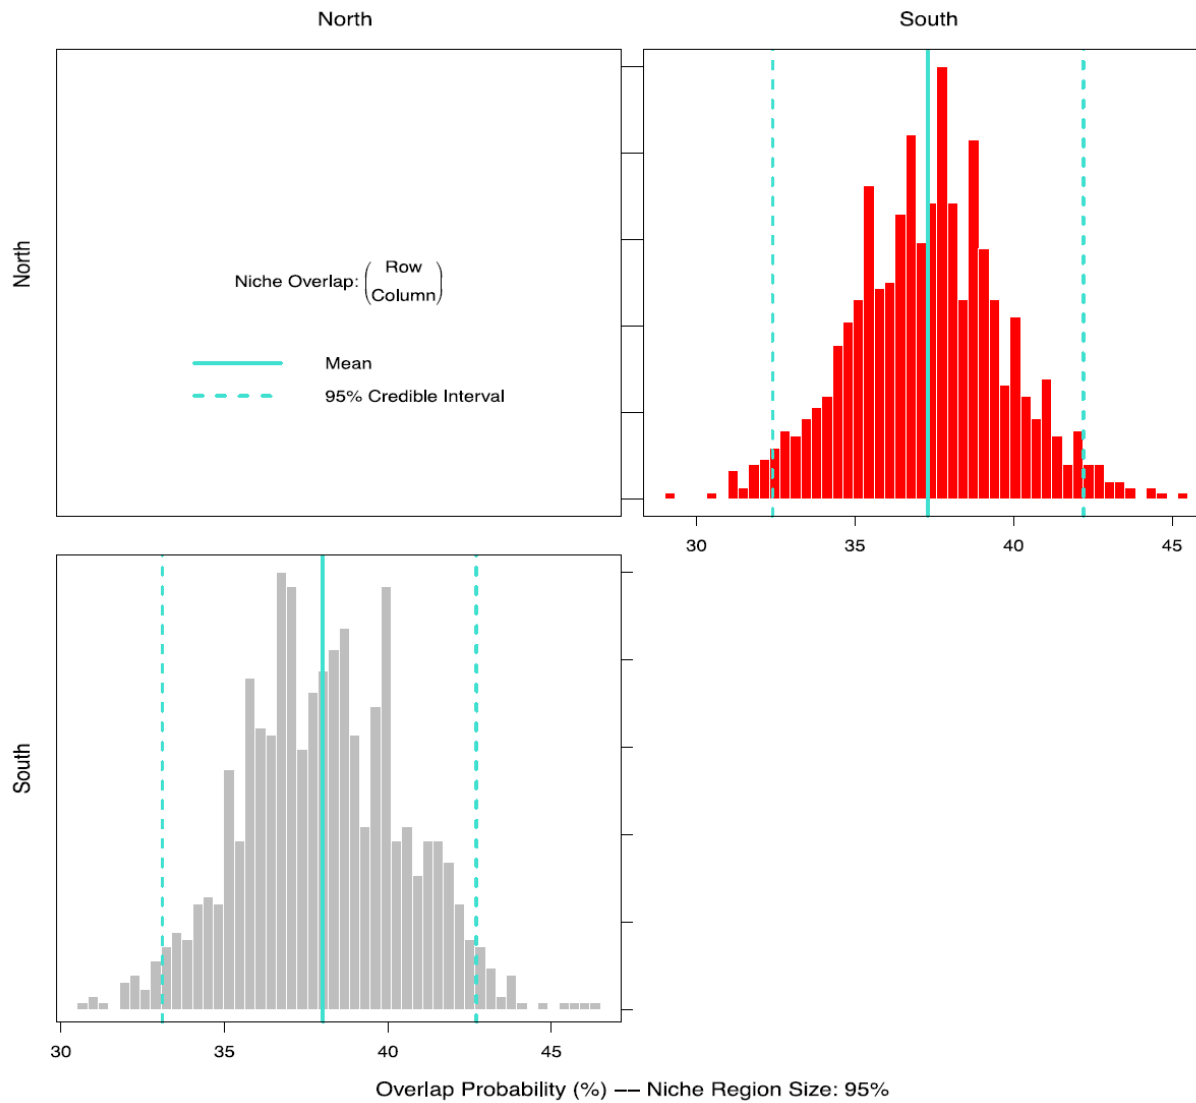 North
South
North
Niche Overlap: (Row
Column)
Mean
95% Credible Interval
30
35
40
45
South
30
35
40
45
Overlap Probability (%) −− Niche Region Size: 95%